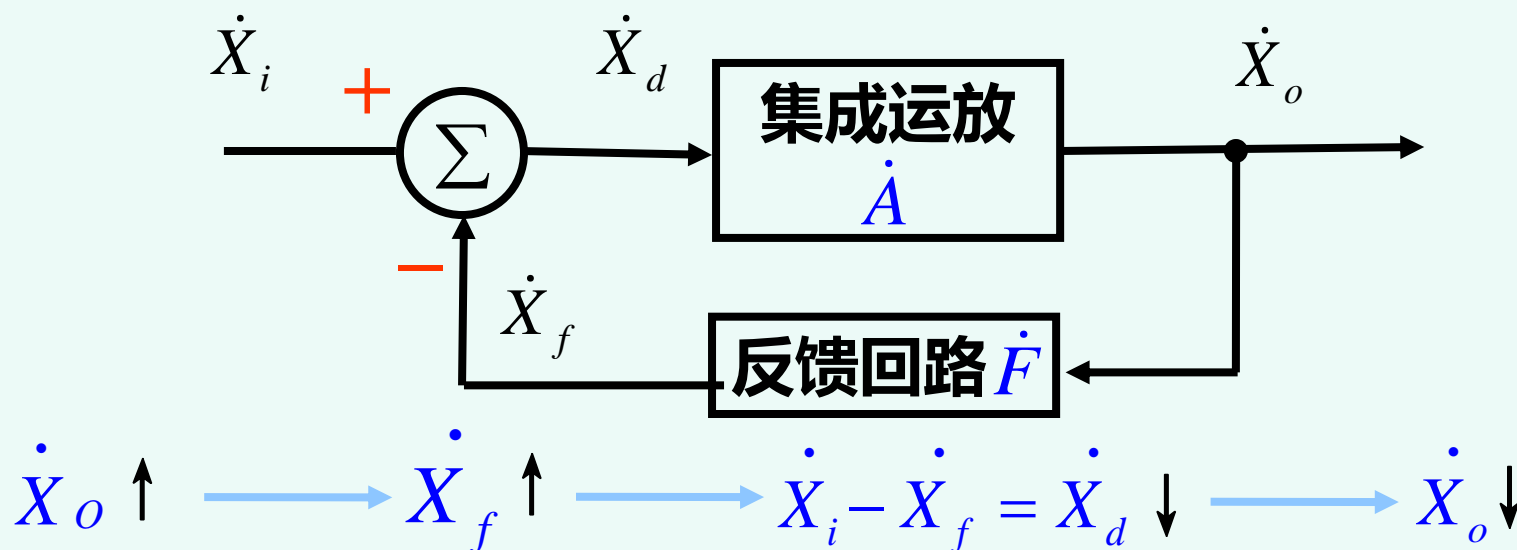 Ẋi + Ẋd Ẋo
Σ 集成运放
Ȧ
− Ẋf 反馈回路Ḟ
ẊO ↑ → Ẋf ↑ → Ẋi − Ẋf = Ẋd ↓ → Ẋo ↓